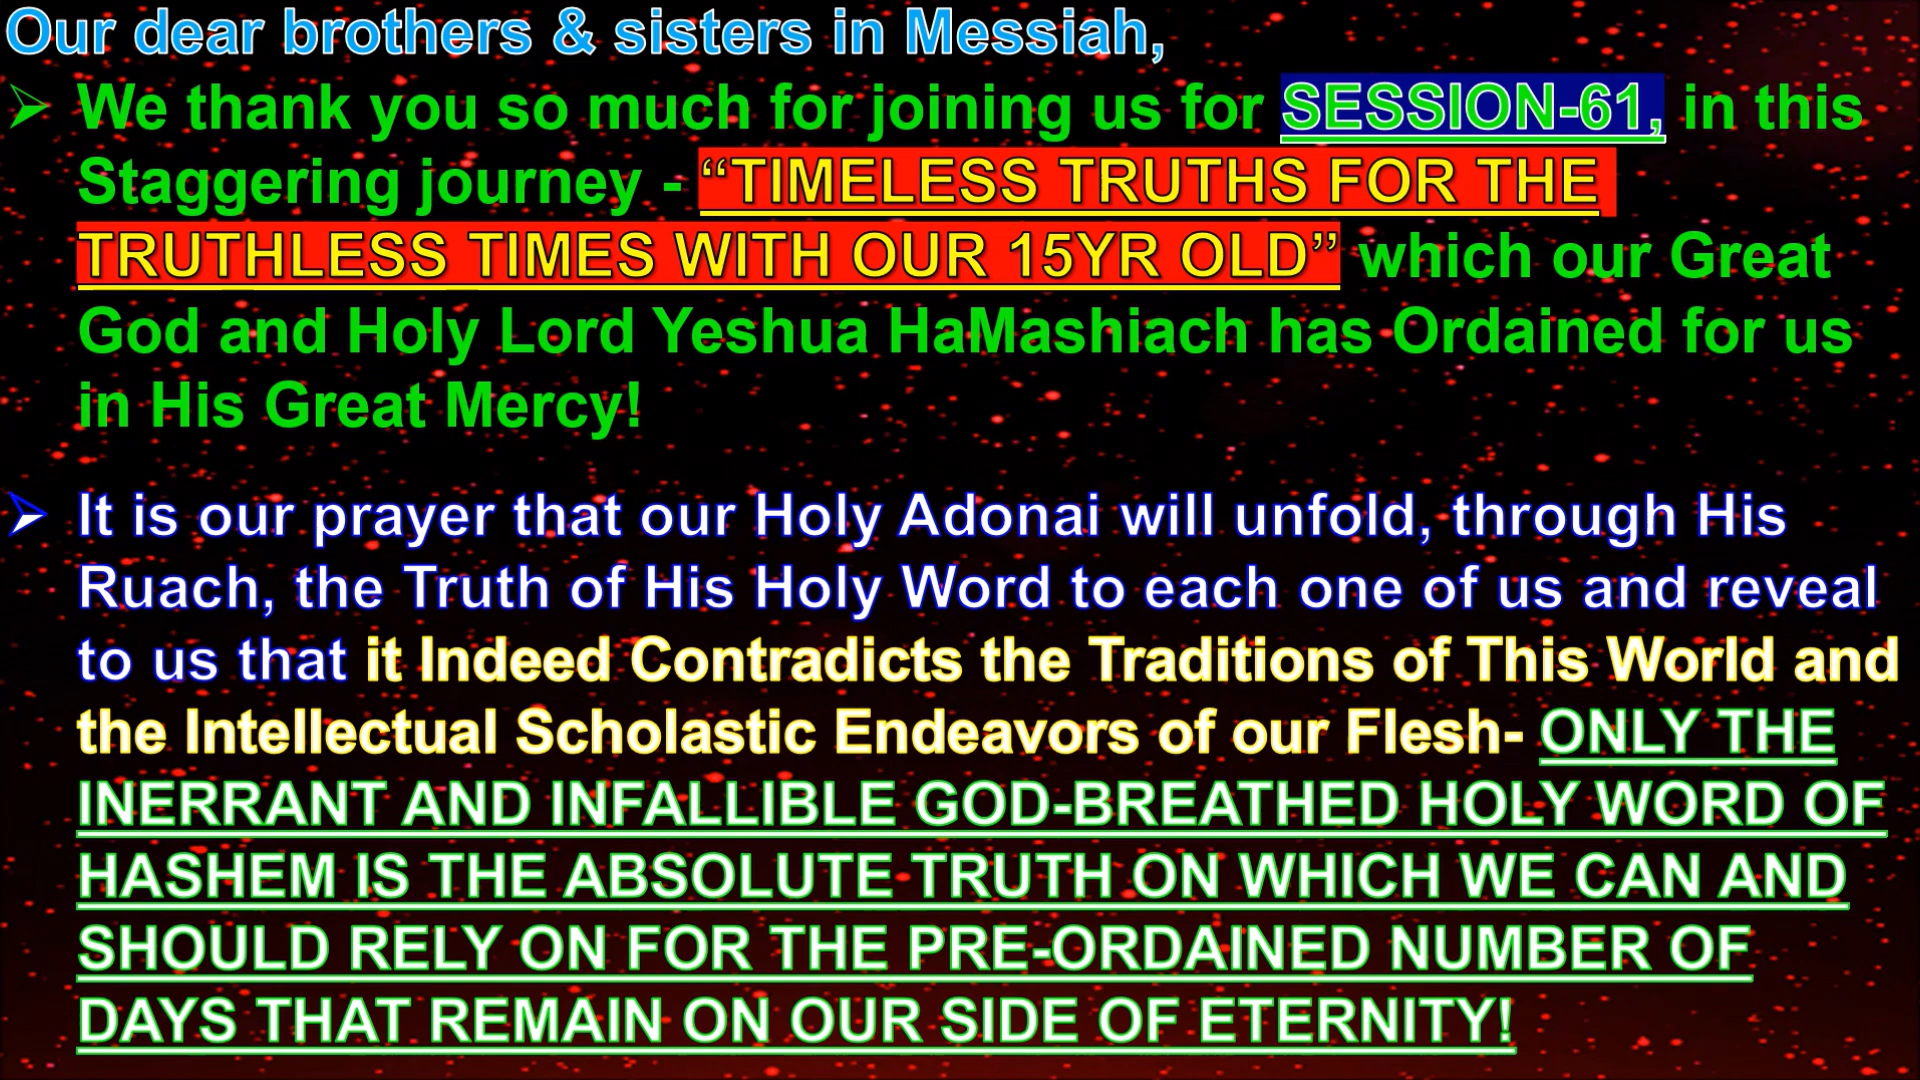 Our dear brothers & sisters in Messiah,
➢ We thank you so much for joining us for SESSION-61, in this
Staggering journey - “TIMELESS TRUTHS FOR THE
TRUTHLESS TIMES WITH OUR 15YR OLD” which our Great
God and Holy Lord Yeshua HaMashiach has Ordained for us
in His Great Mercy!
➢ It is our prayer that our Holy Adonai will unfold, through His
Ruach, the Truth of His Holy Word to each one of us and reveal
to us that it Indeed Contradicts the Traditions of This World and
the Intellectual Scholastic Endeavors of our Flesh- ONLY THE
INERRANT AND INFALLIBLE GOD-BREATHED HOLY WORD OF
HASHEM IS THE ABSOLUTE TRUTH ON WHICH WE CAN AND
SHOULD RELY ON FOR THE PRE-ORDAINED NUMBER OF
DAYS THAT REMAIN ON OUR SIDE OF ETERNITY!